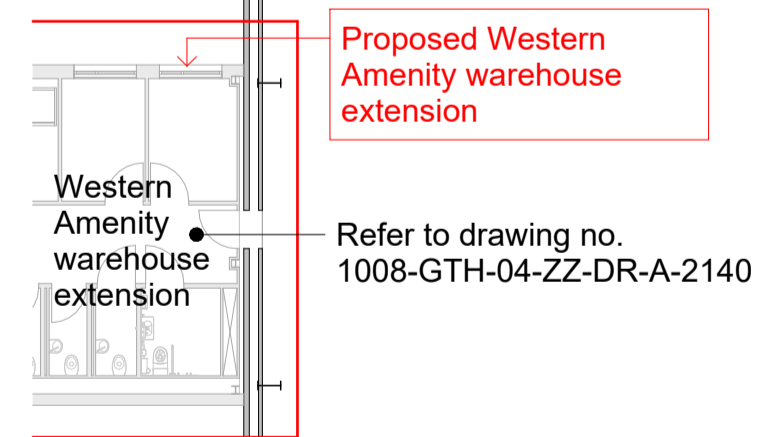 Proposed Western
Amenity warehouse
extension
Western
Amenity
warehouse
extension
Refer to drawing no.
1008-GTH-04-ZZ-DR-A-2140